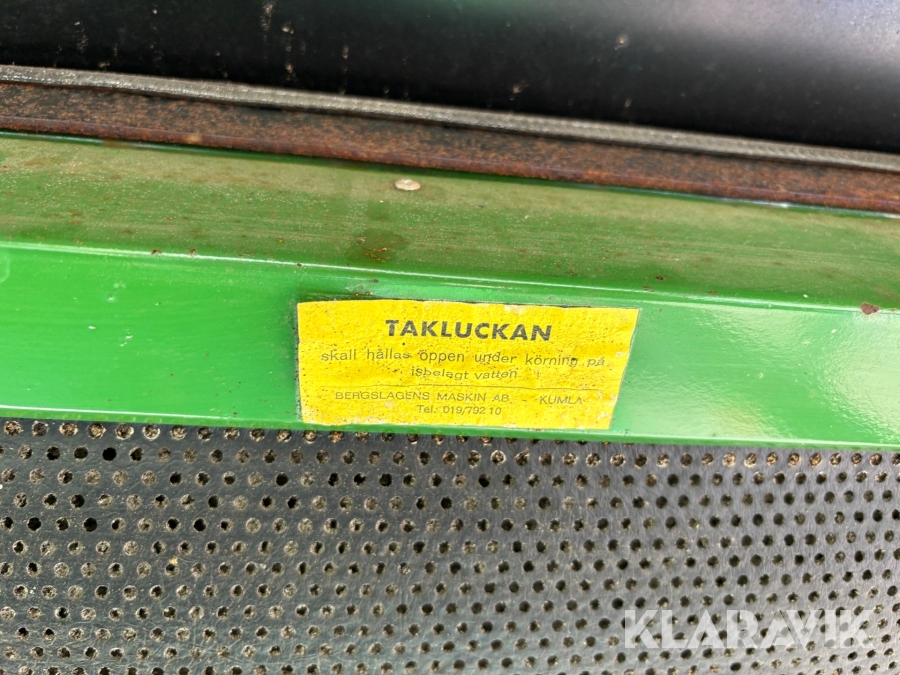 TAKLUCKAN
skall hållas öppen under körning på
isbelagt vatten
BERGSLAGENS MASKIN AB. - KUMLA
Tel. 019/792 10
KLARAVIK